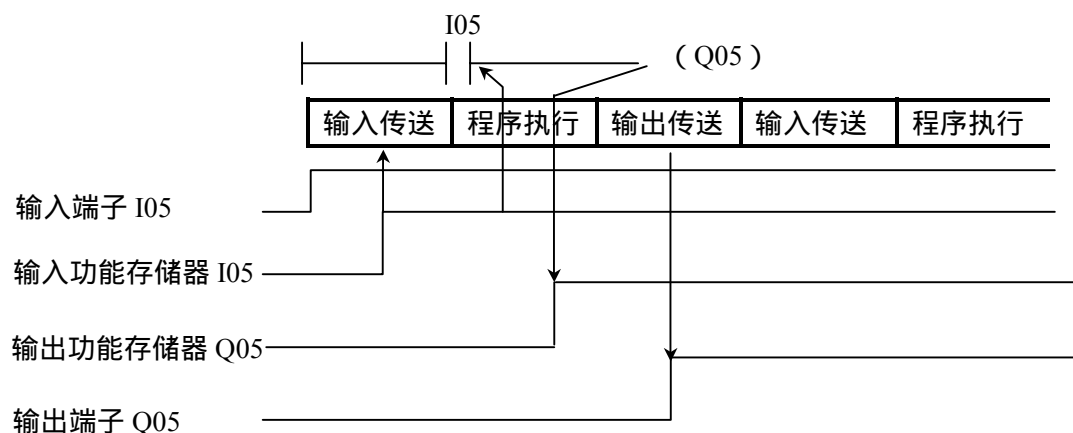 I05
（Q05）
输入传送 程序执行 输出传送 输入传送 程序执行
输入端子 I05
输入功能存储器 I05
输出功能存储器 Q05
输出端子 Q05